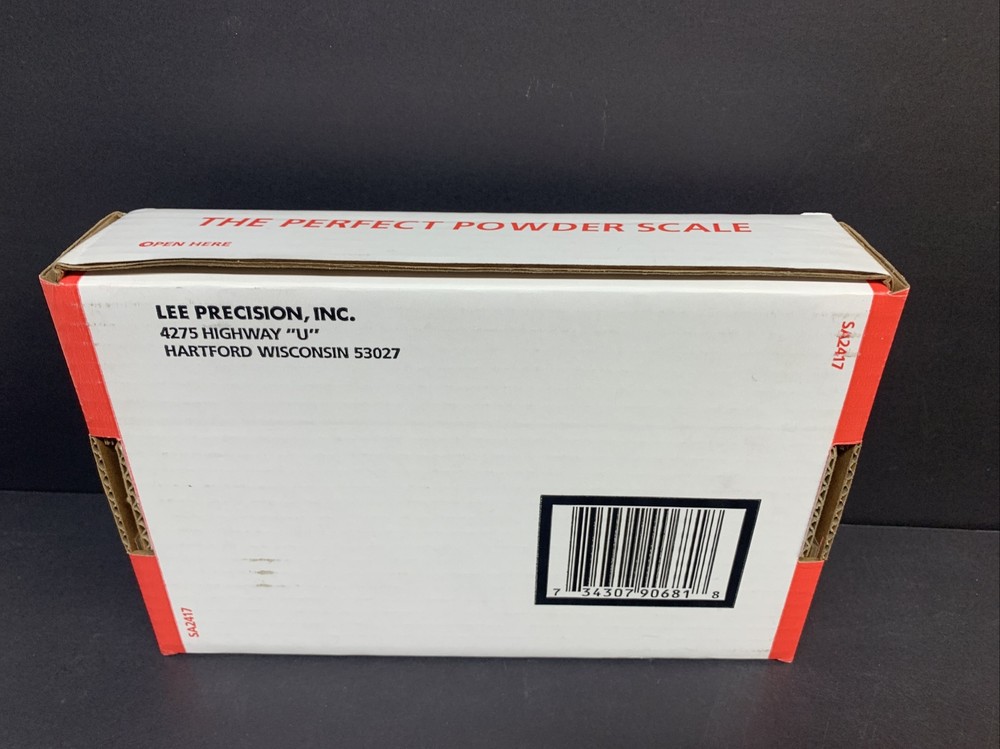 THE PERFECT POWDER SCALE
OPEN HERE
LEE PRECISION, INC.
4275 HIGHWAY "U"
HARTFORD WISCONSIN 53027
SA2417
7 34307 90681 8
SA2417